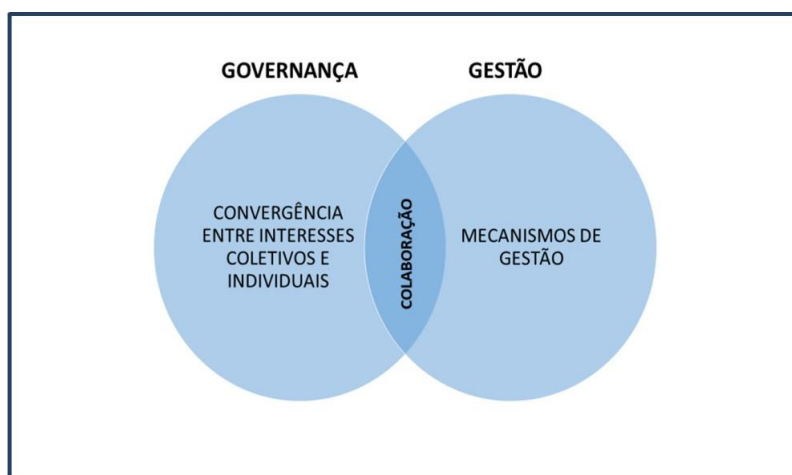 GOVERNANÇA
GESTÃO
CONVERGÊNCIA
ENTRE INTERESSES
COLETIVOS E
INDIVIDUAIS
COLABORAÇÃO
MECANISMOS DE
GESTÃO